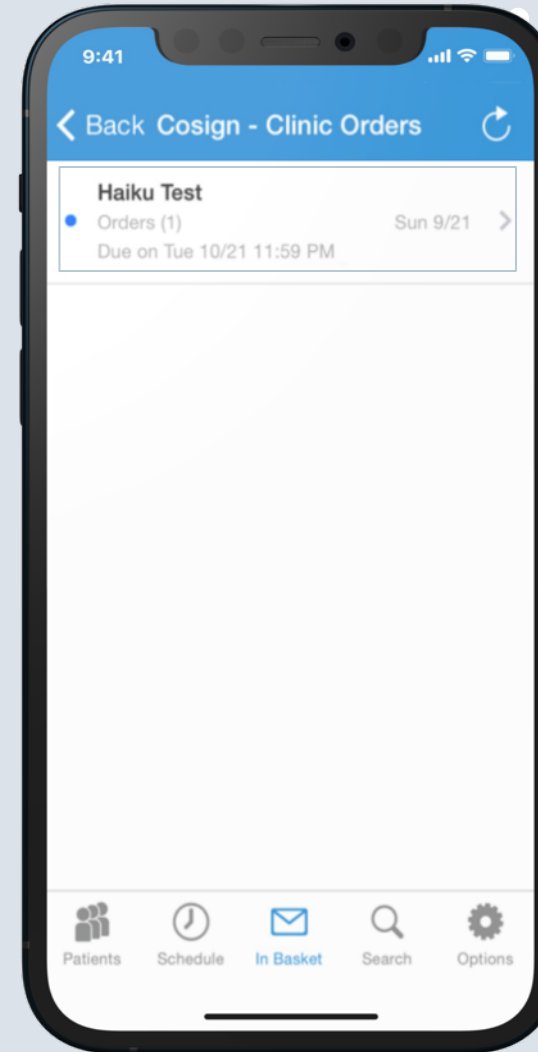 9:41
Back Cosign - Clinic Orders
Haiku Test
Orders (1) Sun 9/21
Due on Tue 10/21 11:59 PM
Patients Schedule In Basket Search Options